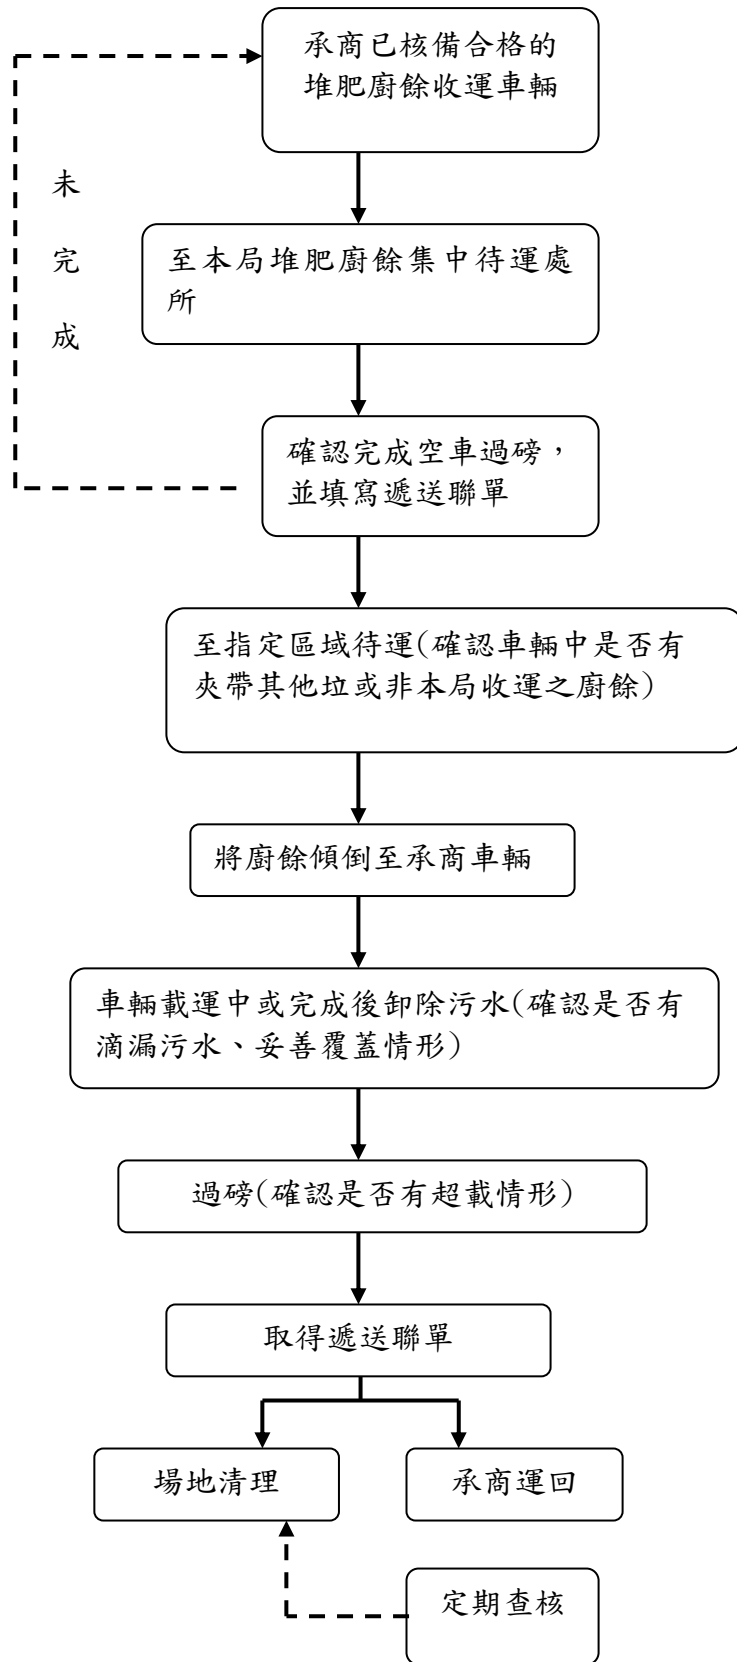 承商已核備合格的
堆肥廚餘收運車輛
未
完
成
至本局堆肥廚餘集中待運處
所
確認完成空車過磅，
並填寫遞送聯單
至指定區域待運(確認車輛中是否有
夾帶其他垃或非本局收運之廚餘)
將廚餘傾倒至承商車輛
車輛載運中或完成後卸除污水(確認是否有
滴漏污水、妥善覆蓋情形)
過磅(確認是否有超載情形)
取得遞送聯單
場地清理
承商運回
定期查核